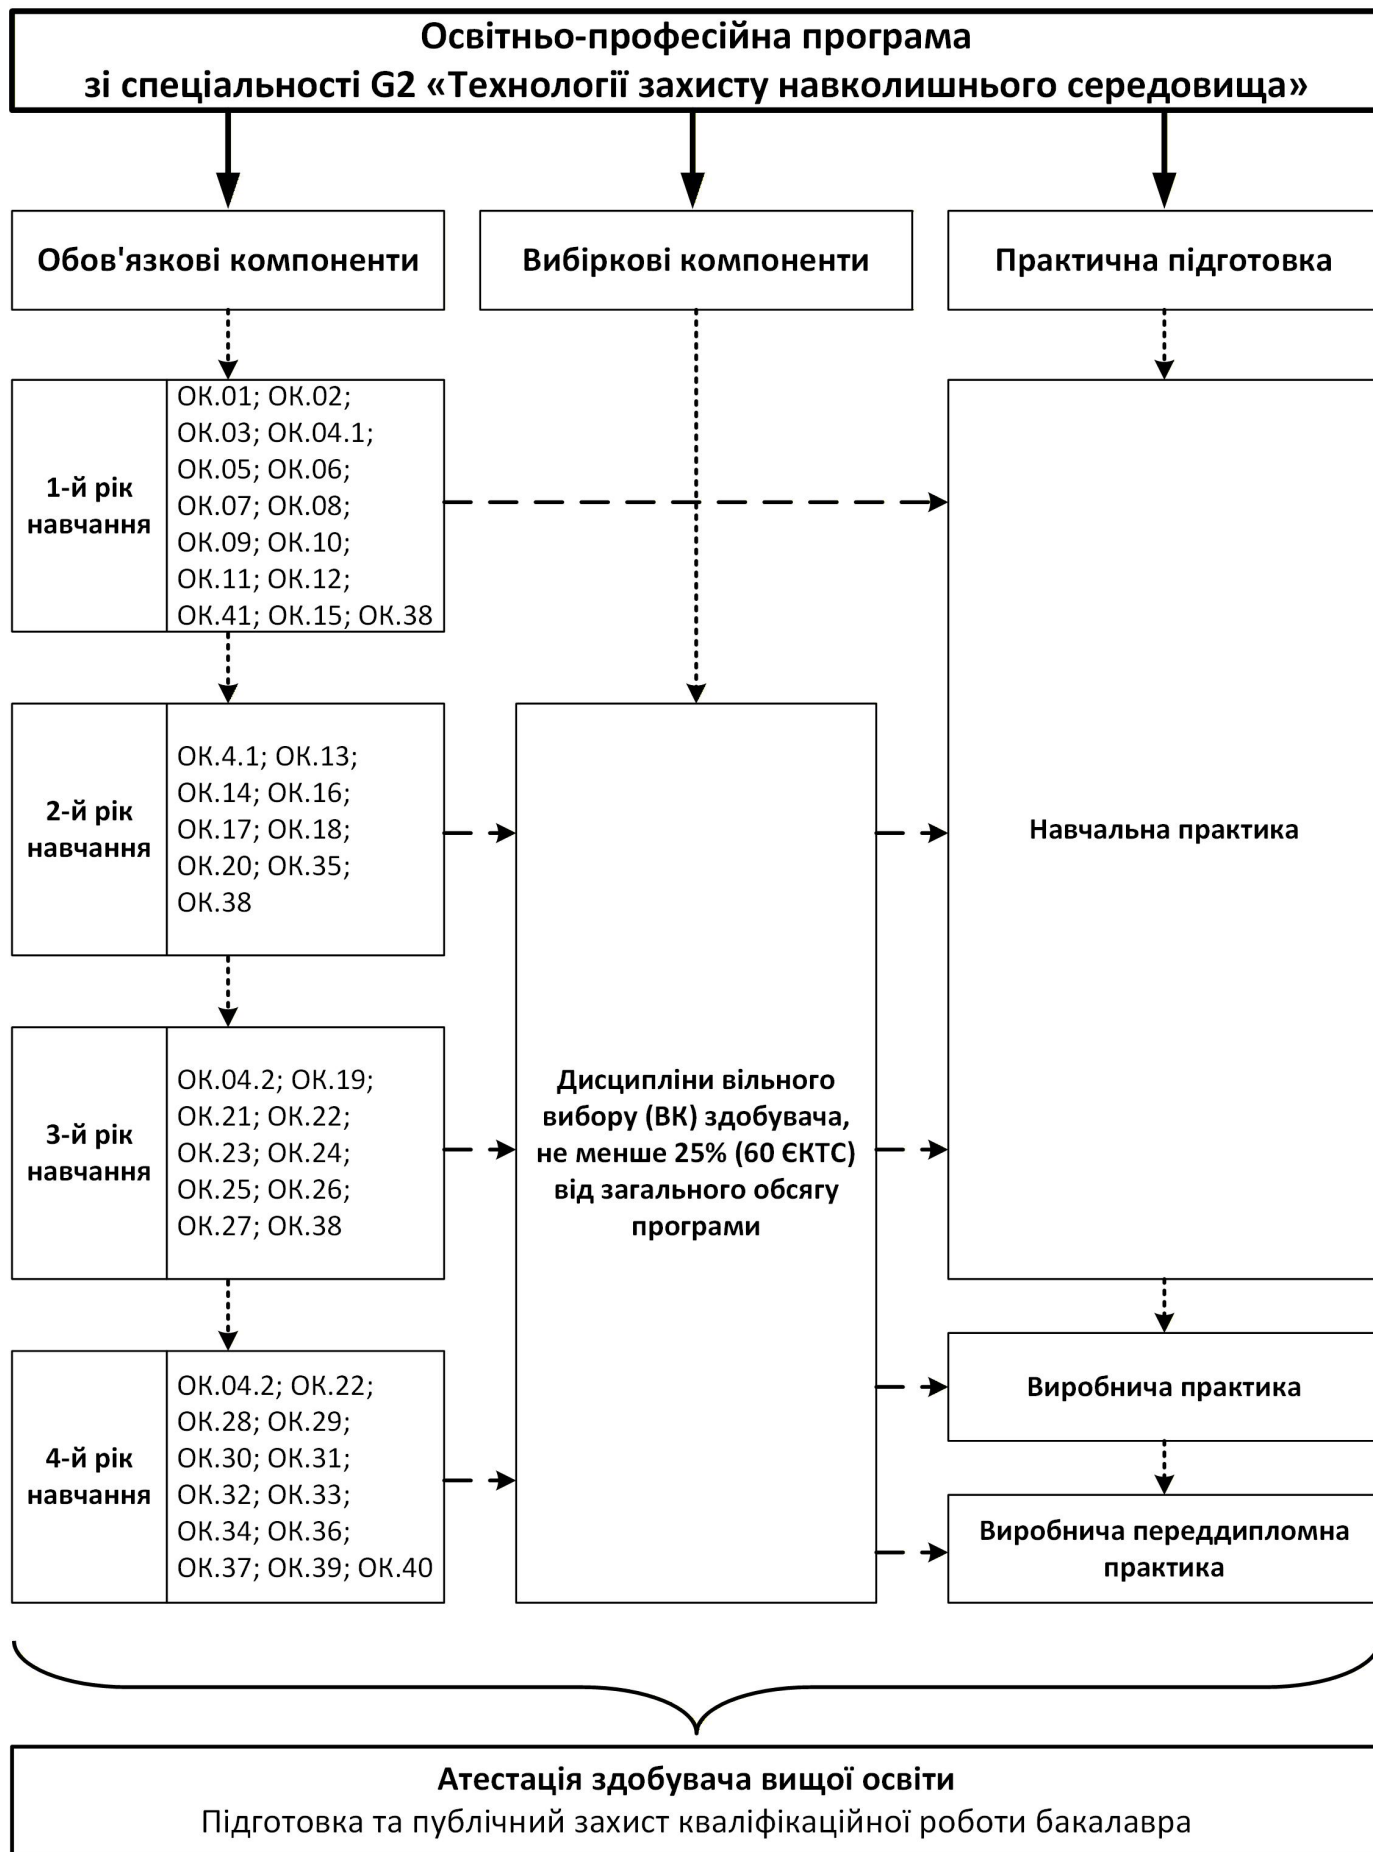 Освітньо-професійна програма
зі спеціальності G2 «Технології захисту навколишнього середовища»
Обов'язкові компоненти
Вибіркові компоненти
Практична підготовка
1-й рік
навчання
ОК.01; ОК.02;
ОК.03; ОК.04.1;
ОК.05; ОК.06;
ОК.07; ОК.08;
ОК.09; ОК.10;
ОК.11; ОК.12;
ОК.41; ОК.15; ОК.38
2-й рік
навчання
ОК.4.1; ОК.13;
ОК.14; ОК.16;
ОК.17; ОК.18;
ОК.20; ОК.35;
ОК.38
Навчальна практика
3-й рік
навчання
ОК.04.2; ОК.19;
ОК.21; ОК.22;
ОК.23; ОК.24;
ОК.25; ОК.26;
ОК.27; ОК.38
Дисципліни вільного
вибору (ВК) здобувача,
не менше 25% (60 ЄКТС)
від загального обсягу
програми
4-й рік
навчання
ОК.04.2; ОК.22;
ОК.28; ОК.29;
ОК.30; ОК.31;
ОК.32; ОК.33;
ОК.34; ОК.36;
ОК.37; ОК.39; ОК.40
Виробнича практика
Виробнича переддипломна
практика
Атестація здобувача вищої освіти
Підготовка та публічний захист кваліфікаційної роботи бакалавра